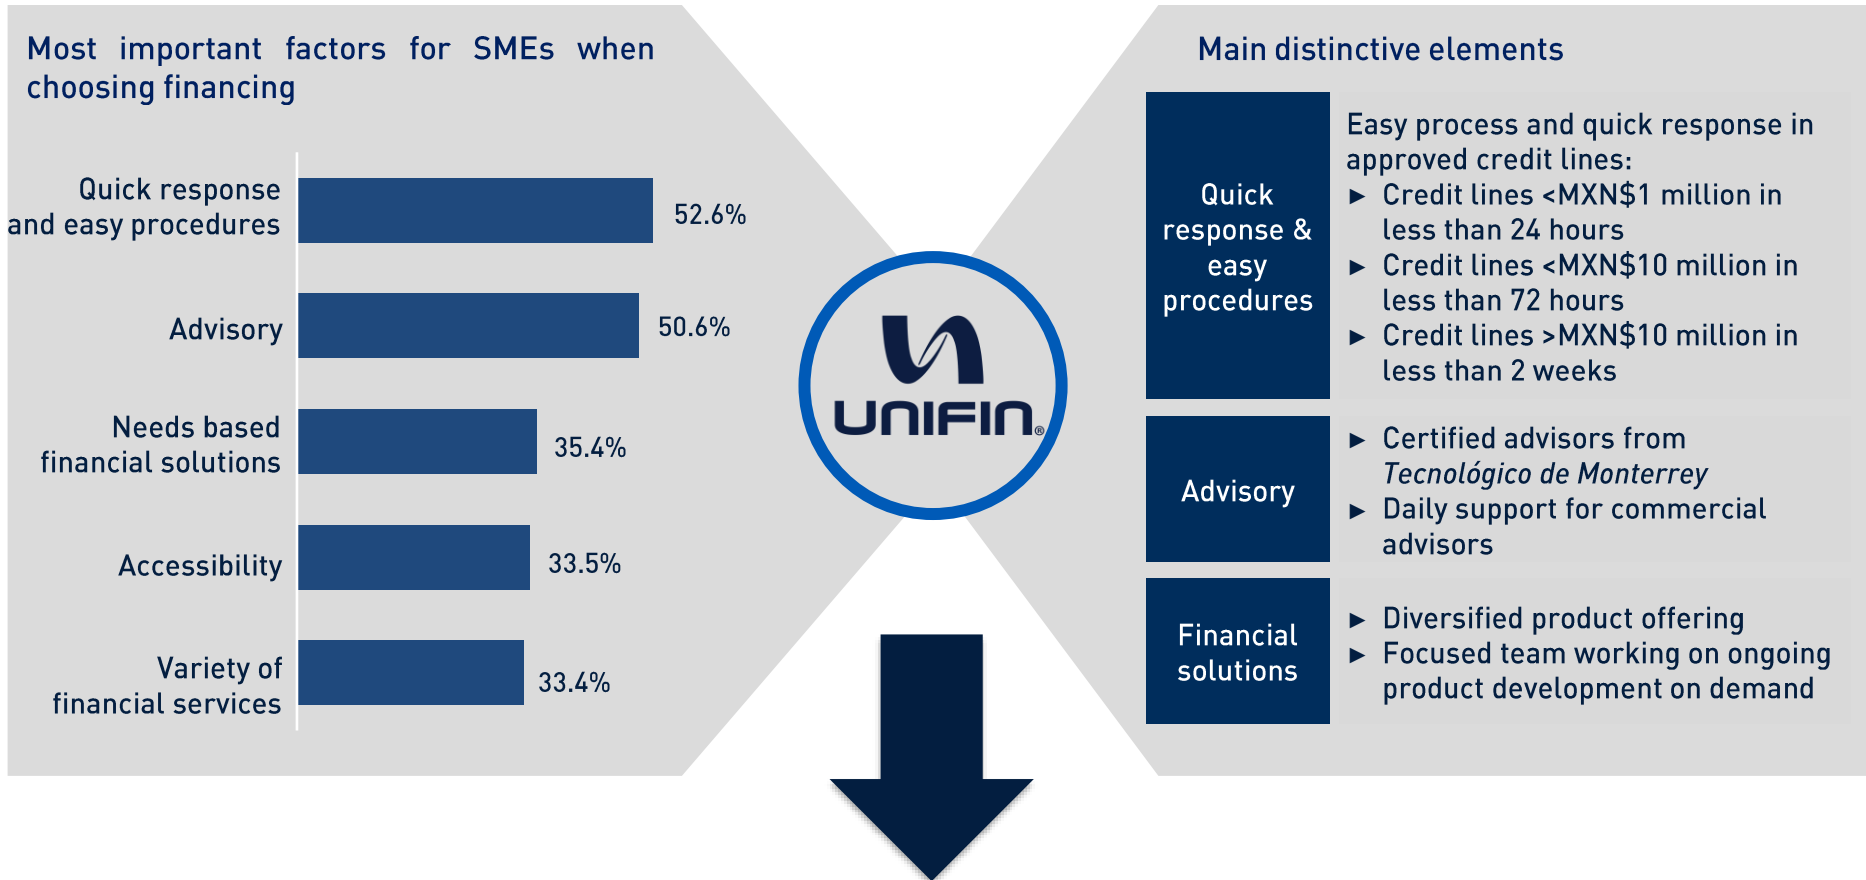 Most important factors for SMEs when
choosing financing
Quick response
and easy procedures
52.6%
Advisory
50.6%
Needs based
financial solutions
35.4%
Accessibility
33.5%
Variety of
financial services
33.4%
UNIFIN®
Main distinctive elements
Quick
response &
easy
procedures
Easy process and quick response in
approved credit lines:
► Credit lines <MXN$1 million in
less than 24 hours
► Credit lines <MXN$10 million in
less than 72 hours
► Credit lines >MXN$10 million in
less than 2 weeks
Advisory
► Certified advisors from
Tecnológico de Monterrey
► Daily support for commercial
advisors
Financial
solutions
► Diversified product offering
► Focused team working on ongoing
product development on demand